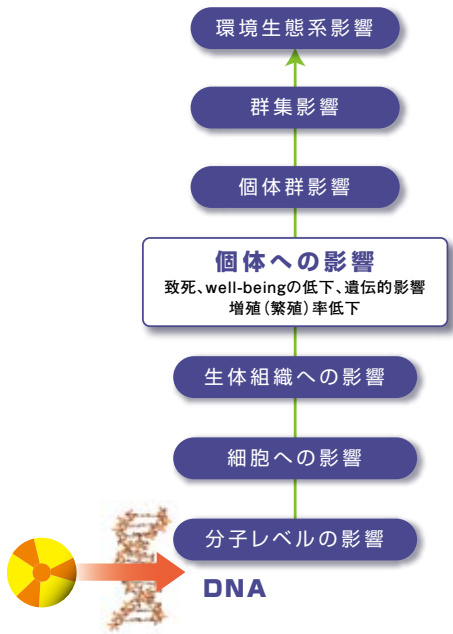 環境生態系影響
群集影響
個体群影響
個体への影響
致死、well-beingの低下、遺伝的影響
増殖(繁殖)率低下
生体組織への影響
細胞への影響
分子レベルの影響
DNA